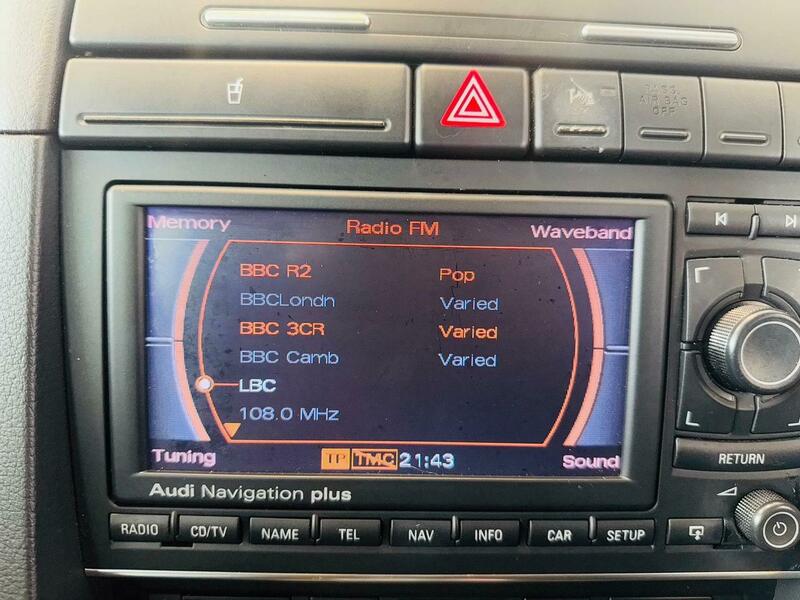 PASS.
AIR BAG
OFF
Memory Radio FM Waveband
BBC R2 Pop
BBCLondn Varied
BBC 3CR Varied
BBC Camb Varied
LBC
108.0 MHz
Tuning TP TMC 21:43 Sound
RETURN
Audi Navigation plus
RADIO CD/TV NAME TEL NAV INFO CAR SETUP